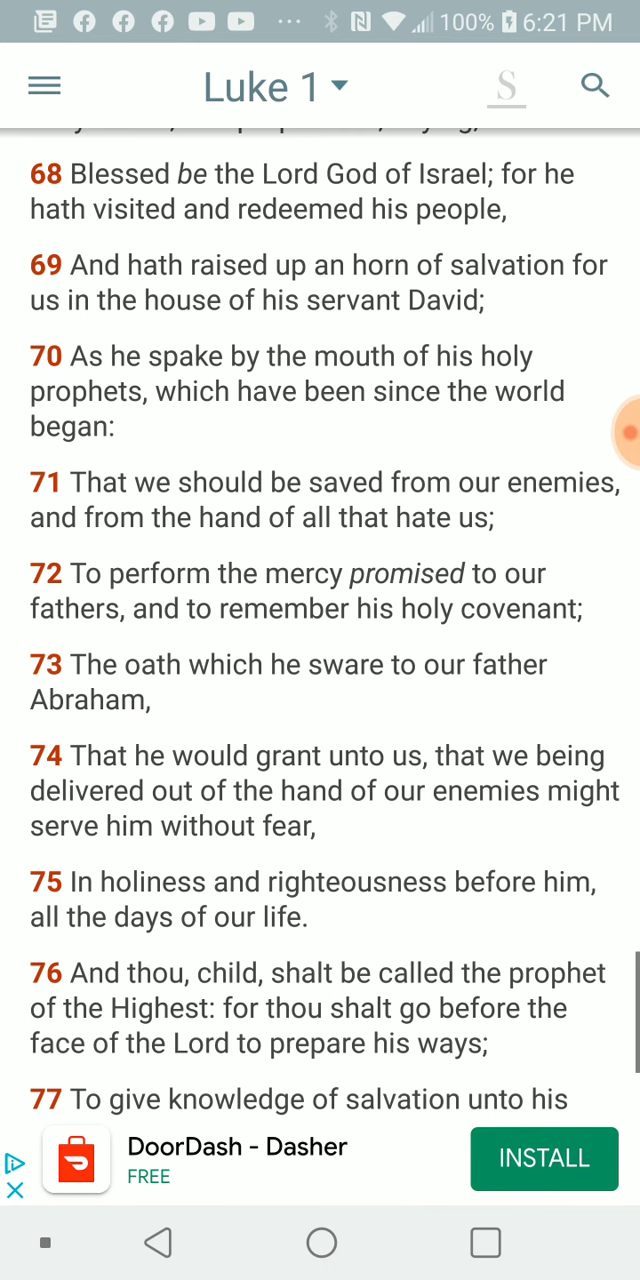 100% 6:21 PM
Luke 1
S
68 Blessed be the Lord God of Israel; for he
hath visited and redeemed his people,
69 And hath raised up an horn of salvation for
us in the house of his servant David;
70 As he spake by the mouth of his holy
prophets, which have been since the world
began:
71 That we should be saved from our enemies,
and from the hand of all that hate us;
72 To perform the mercy promised to our
fathers, and to remember his holy covenant;
73 The oath which he sware to our father
Abraham,
74 That he would grant unto us, that we being
delivered out of the hand of our enemies might
serve him without fear,
75 In holiness and righteousness before him,
all the days of our life.
76 And thou, child, shalt be called the prophet
of the Highest: for thou shalt go before the
face of the Lord to prepare his ways;
77 To give knowledge of salvation unto his
DoorDash - Dasher
FREE
INSTALL